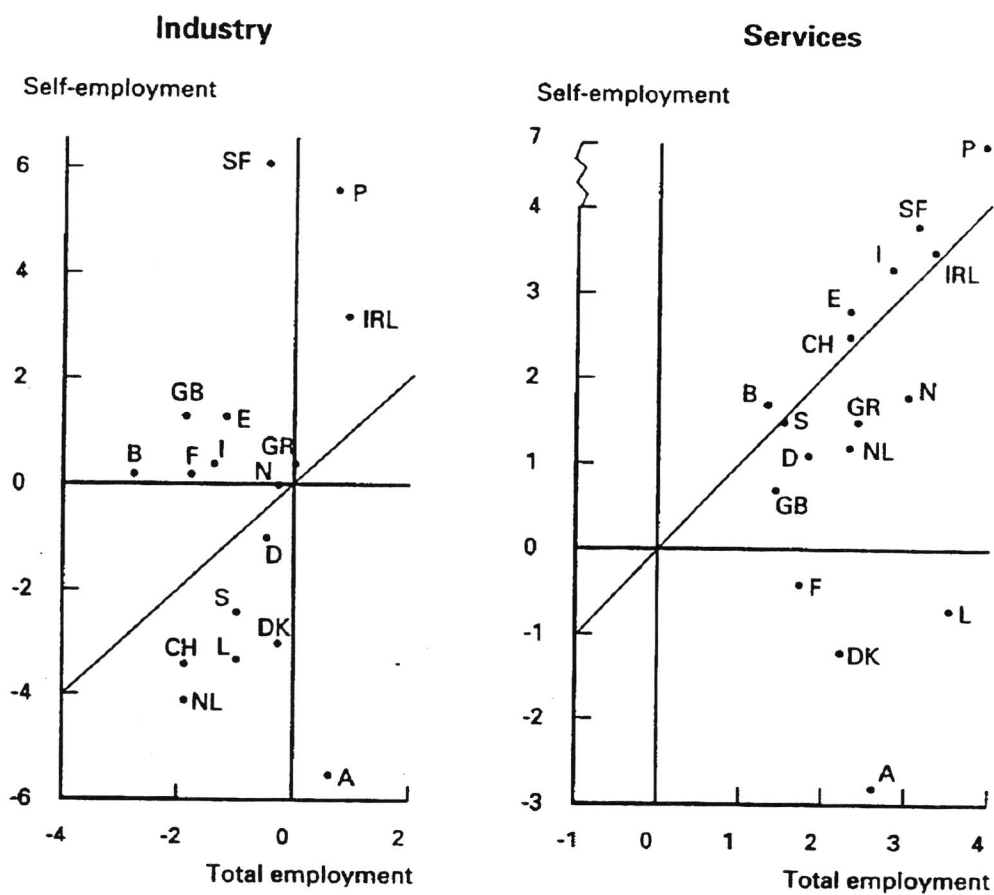 Industry
Self-employment
6
4
2
0
-2
-4
-6
SF
P
IRL
GB
E
B
F
I
GR
N
D
S
DK
CH
L
NL
A
-4
-2
0
2
Total employment
Services
Self-employment
7
4
3
2
1
0
-1
-2
-3
P
SF
I
IRL
E
CH
B
N
S
GR
D
NL
GB
F
L
DK
A
-1
0
1
2
3
4
Total employment